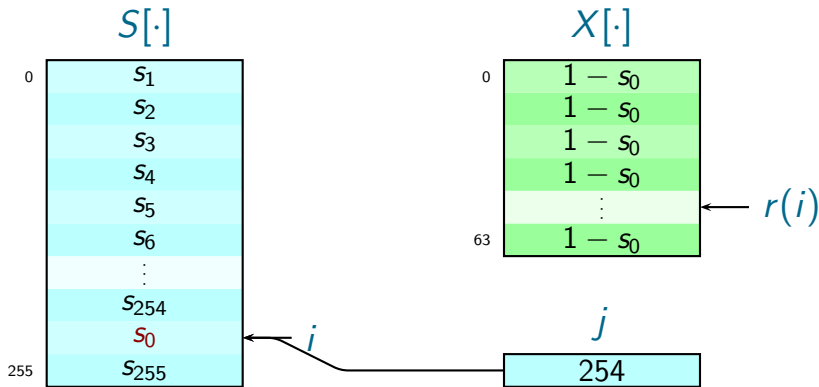 S[·]
0
s₁
s₂
s₃
s₄
s₅
s₆
⋮
s₂₅₄
s₀
255
s₂₅₅
i
X[·]
0
1 − s₀
1 − s₀
1 − s₀
1 − s₀
⋮
63
1 − s₀
r(i)
j
254